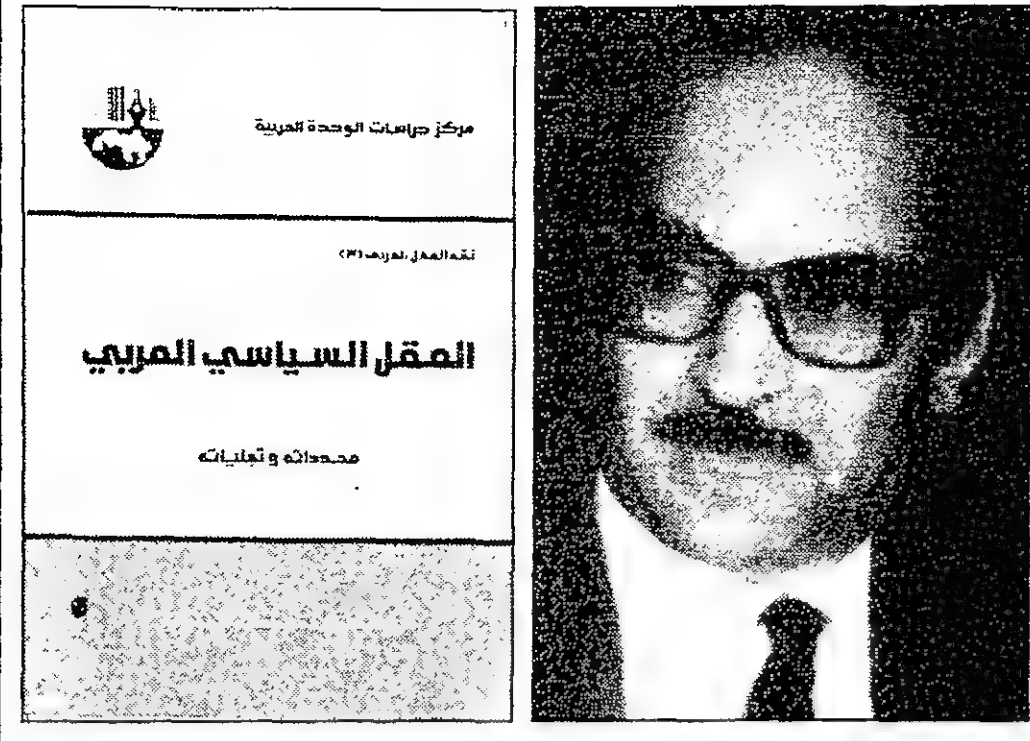 مركز دراسات الوحدة العربية
نقد العقل العربي (٣)
العقل السياسي العربي
محدداته وتجلياته